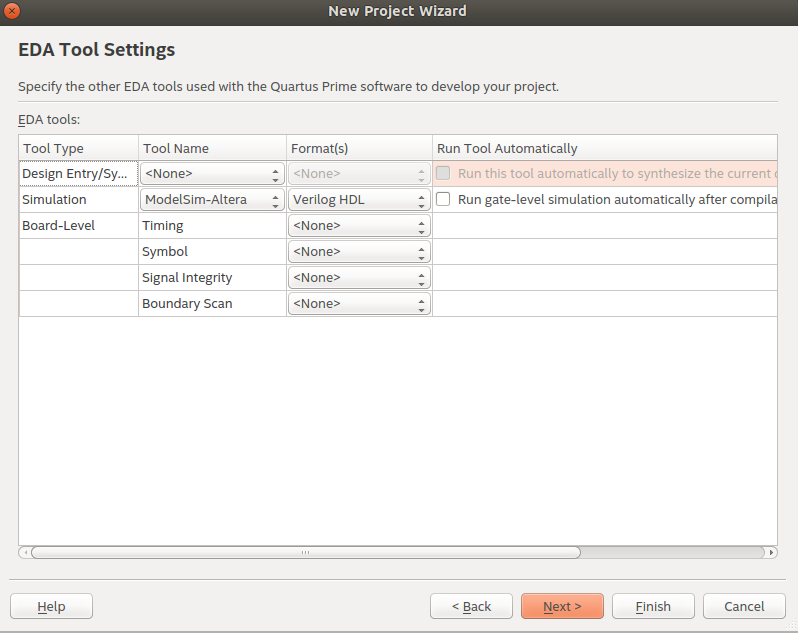 New Project Wizard
EDA Tool Settings
Specify the other EDA tools used with the Quartus Prime software to develop your project.
EDA tools:
Tool Type Tool Name Format(s) Run Tool Automatically
Design Entry/Sy... <None> <None> Run this tool automatically to synthesize the current
Simulation ModelSim-Altera Verilog HDL Run gate-level simulation automatically after compila
Board-Level Timing <None>
Symbol <None>
Signal Integrity <None>
Boundary Scan <None>
Help < Back Next > Finish Cancel